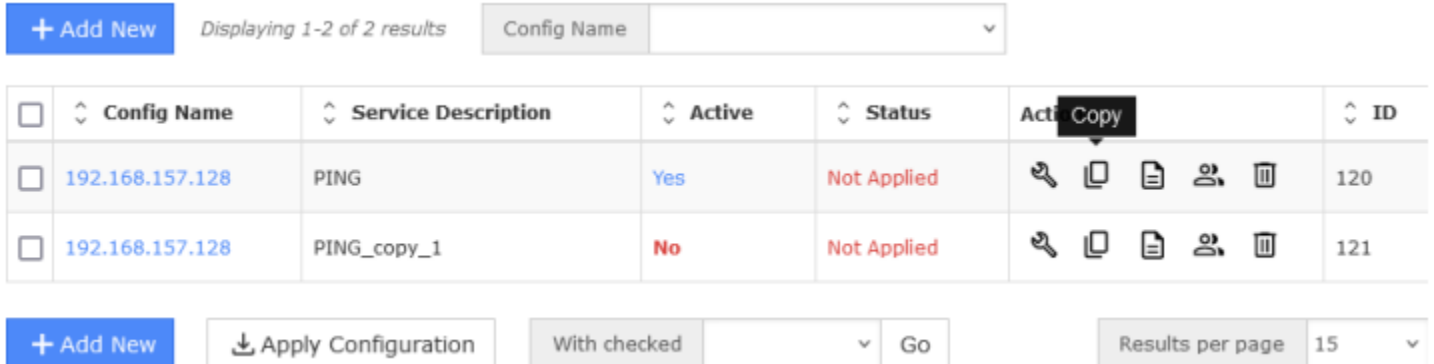 + Add New Displaying 1-2 of 2 results Config Name
Config Name Service Description Active Status Acti Copy ID
192.168.157.128 PING Yes Not Applied 120
192.168.157.128 PING_copy_1 No Not Applied 121
+ Add New Apply Configuration With checked Go Results per page 15